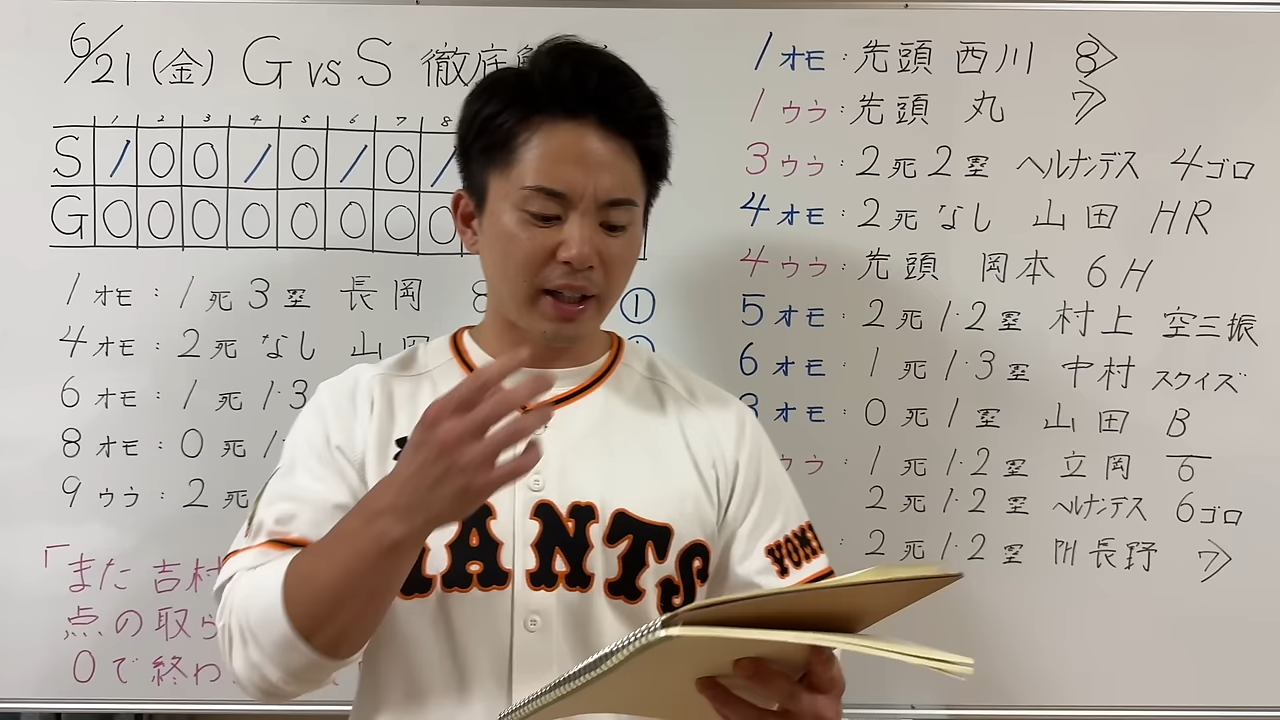 6/21 (金) G vs S 徹底
1 2 3 4 5 6 7 8
S 1 0 0 1 0 1 0 1
G 0 0 0 0 0 0 0 0
1オモ：1死3塁 長岡 8 ①
4オモ：2死なし 山田
6オモ：1死1・3
8オモ：0死1
9ウラ：2死
「また吉村
点の取ら
0で終わ
1オモ：先頭 西川 8>
1ウラ：先頭 丸 7>
3ウラ：2死2塁 ヘルナンデス 4ゴロ
4オモ：2死なし 山田 HR
4ウラ：先頭 岡本 6H
5オモ：2死1・2塁 村上 空三振
6オモ：1死1・3塁 中村 スクイズ
8オモ：0死1塁 山田 B
ウラ：1死1・2塁 立岡 6
2死1・2塁 ヘルナンデス 6ゴロ
：2死1・2塁 代長野 7>
GIANTS
YOMI